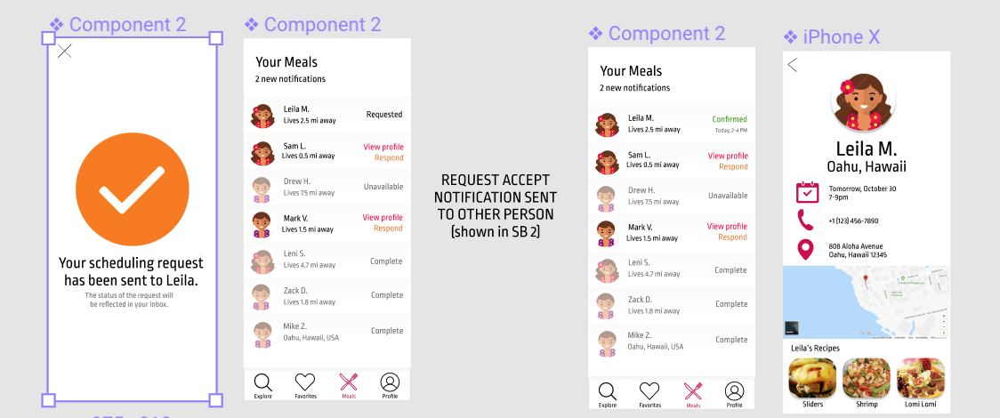 ❖ Component 2
Your scheduling request
has been sent to Leila.
The status of the request will
be reflected in your inbox.
❖ Component 2
Your Meals
2 new notifications
Leila M.
Lives 2.5 mi away
Requested
Sam L.
Lives 0.5 mi away
View profile
Respond
Drew H.
Lives 7.5 mi away
Unavailable
Mark V.
Lives 1.5 mi away
View profile
Respond
Leni S.
Lives 4.7 mi away
Complete
Zack D.
Lives 1.8 mi away
Complete
Mike Z.
Oahu, Hawaii, USA
Complete
Explore
Favorites
Meals
Profile
REQUEST ACCEPT
NOTIFICATION SENT
TO OTHER PERSON
(shown in SB 2)
❖ Component 2
Your Meals
2 new notifications
Leila M.
Lives 2.5 mi away
Confirmed
Today, 2-4 PM
Sam L.
Lives 0.5 mi away
View profile
Respond
Drew H.
Lives 7.5 mi away
Unavailable
Mark V.
Lives 1.5 mi away
View profile
Respond
Leni S.
Lives 4.7 mi away
Complete
Zack D.
Lives 1.8 mi away
Complete
Mike Z.
Oahu, Hawaii, USA
Complete
Explore
Favorites
Meals
Profile
❖ iPhone X
Leila M.
Oahu, Hawaii
Tomorrow, October 30
7-9pm
+1 (123) 456-7890
808 Aloha Avenue
Oahu, Hawaii 12345
Leila's Recipes
Sliders
Shrimp
Lomi Lomi